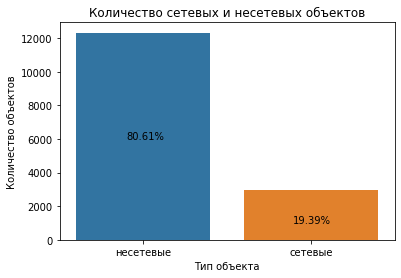 Количество сетевых и несетевых объектов
Количество объектов
12000
10000
8000
6000
4000
2000
0
80.61%
19.39%
несетевые
сетевые
Тип объекта